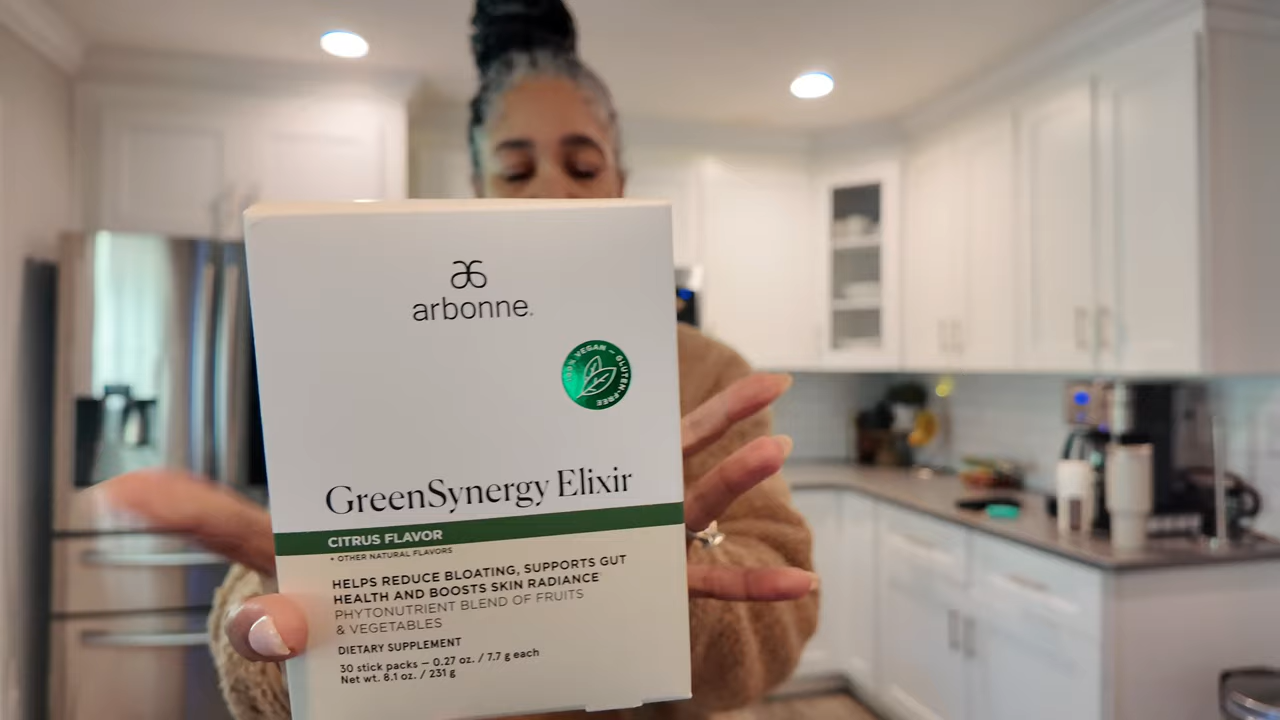 arbonne.
100% VEGAN – GLUTEN-FREE
GreenSynergy Elixir
CITRUS FLAVOR
+ OTHER NATURAL FLAVORS
HELPS REDUCE BLOATING, SUPPORTS GUT
HEALTH AND BOOSTS SKIN RADIANCE
PHYTONUTRIENT BLEND OF FRUITS
& VEGETABLES
DIETARY SUPPLEMENT
30 stick packs – 0.27 oz. / 7.7 g each
Net wt. 8.1 oz. / 231 g